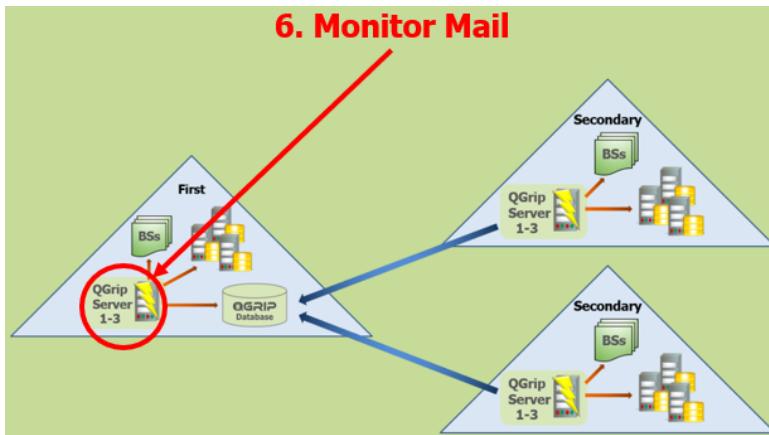 6. Monitor Mail
First
BSs
QGrip
Server
1-3
QGRIP
Database
Secondary
BSs
QGrip
Server
1-3
Secondary
BSs
QGrip
Server
1-3